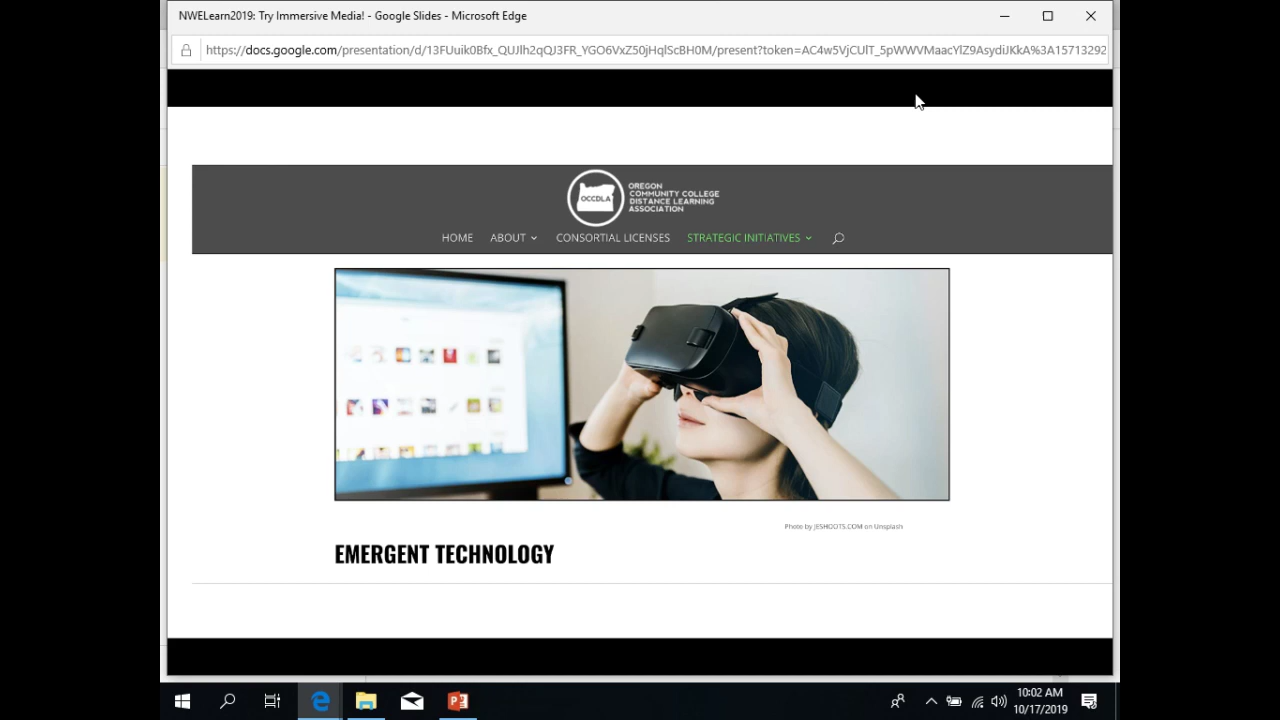 NWELearn2019: Try Immersive Media! - Google Slides - Microsoft Edge
https://docs.google.com/presentation/d/13FUuik0Bfx_QUJlh2qQJ3FR_YGO6VxZ50jHqlScBH0M/present?token=AC4w5VjCUlT_5pWWVMaacYlZ9AsydiJKkA%3A15713292
OCCDLA
OREGON
COMMUNITY COLLEGE
DISTANCE LEARNING
ASSOCIATION
HOME ABOUT CONSORTIAL LICENSES STRATEGIC INITIATIVES
Photo by JESHOOTS.COM on Unsplash
EMERGENT TECHNOLOGY
10:02 AM
10/17/2019